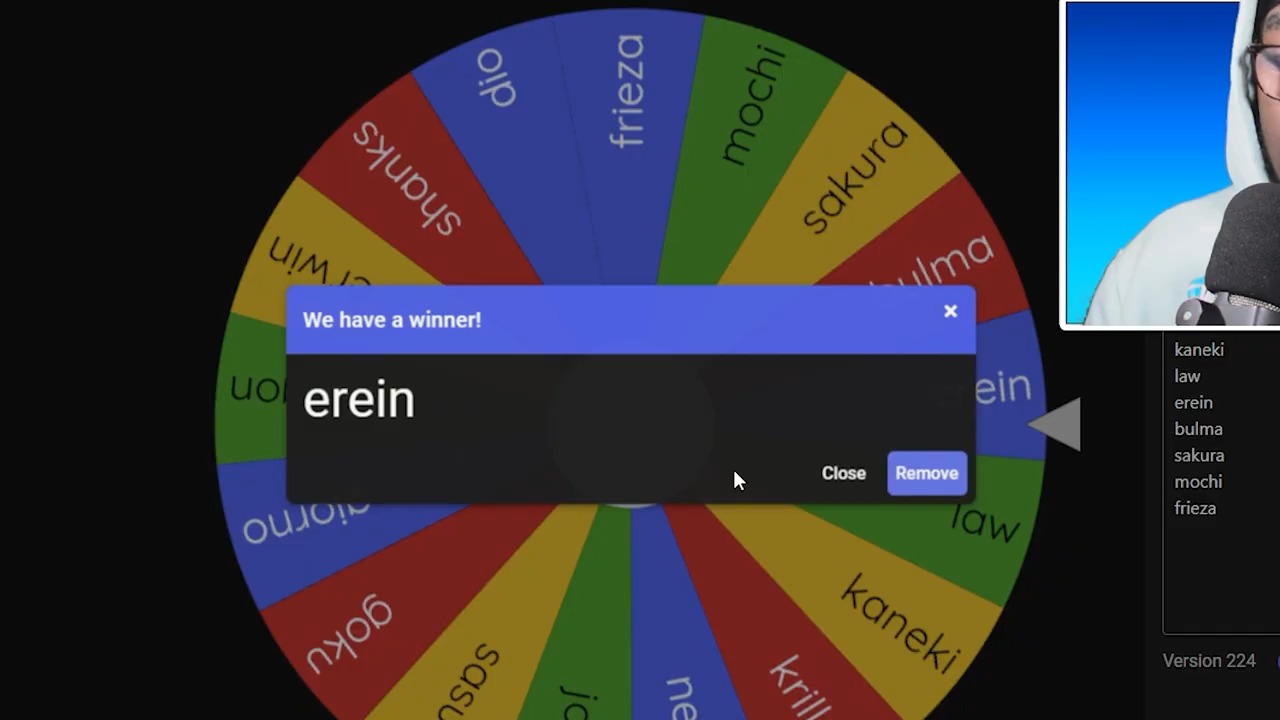 dio
frieza
mochi
shanks
sakura
bulma
We have a winner!
erein
Close
Remove
giorno
law
goku
kaneki
kaneki
law
erein
bulma
sakura
mochi
frieza
Version 224